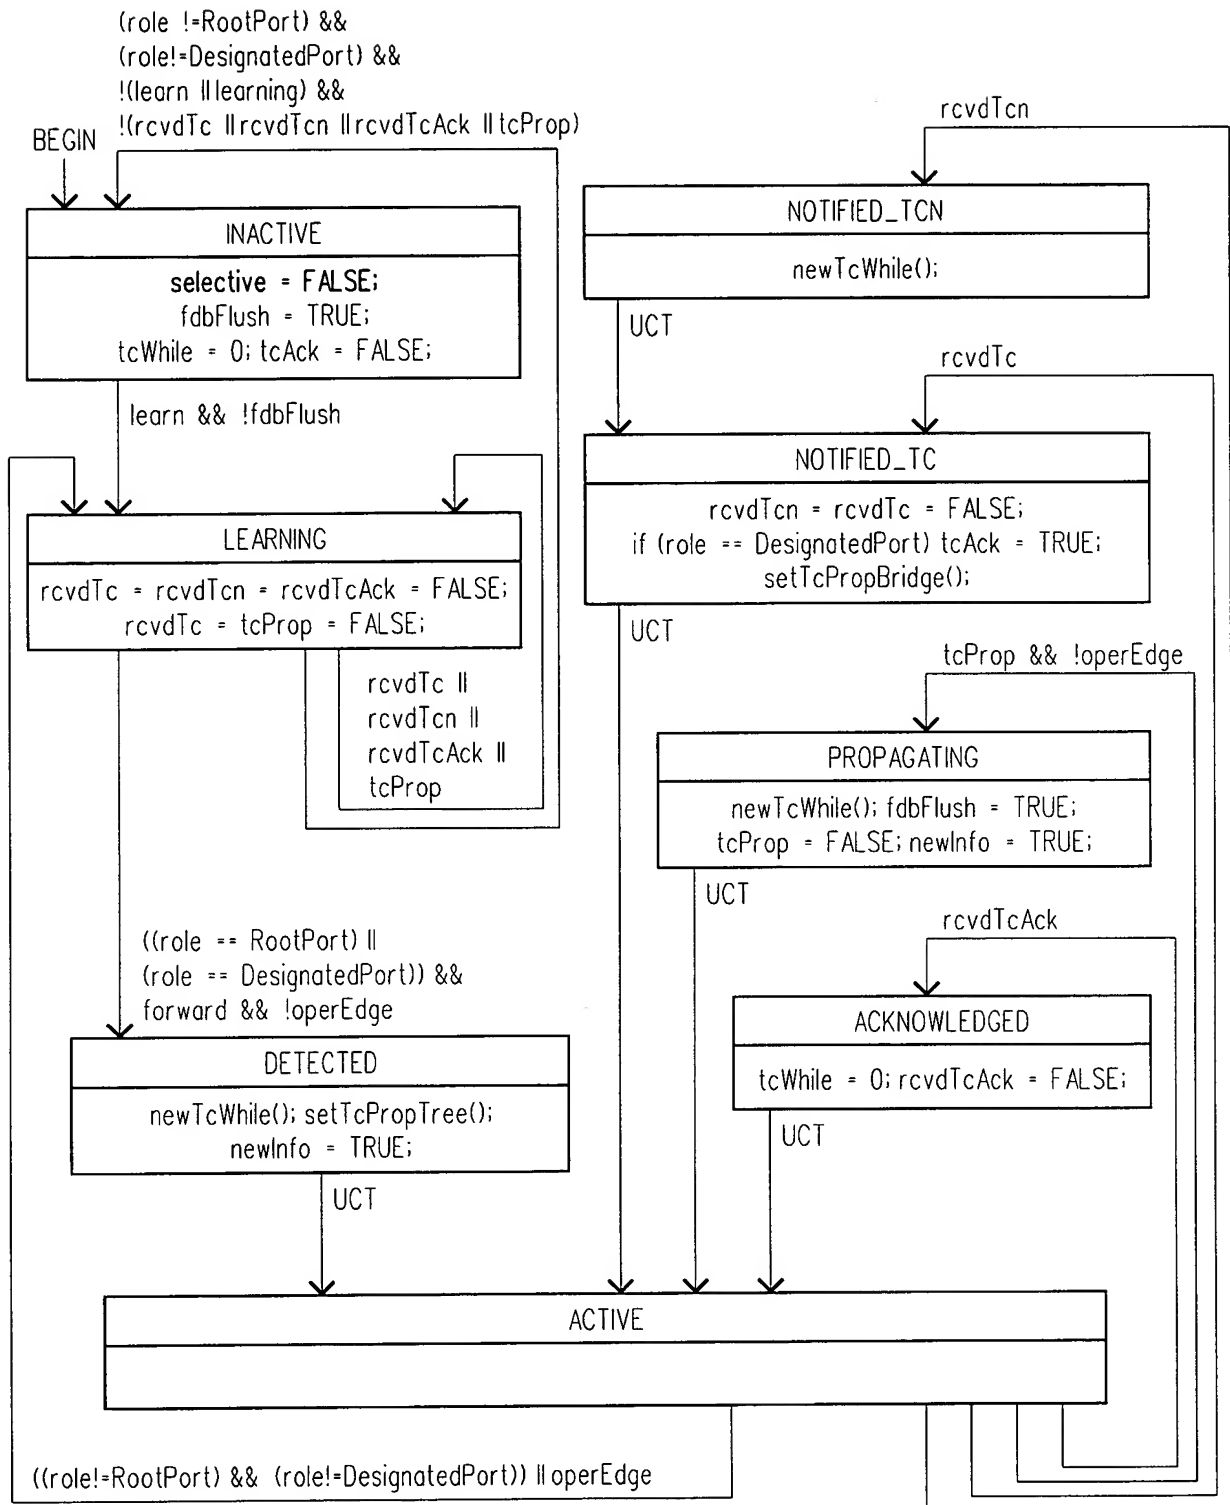 (role !=RootPort) &&
(role!=DesignatedPort) &&
!(learn ||learning) &&
!(rcvdTc ||rcvdTcn ||rcvdTcAck ||tcProp)
BEGIN
INACTIVE
selective = FALSE;
fdbFlush = TRUE;
tcWhile = 0; tcAck = FALSE;
learn && !fdbFlush
LEARNING
rcvdTc = rcvdTcn = rcvdTcAck = FALSE;
rcvdTc = tcProp = FALSE;
rcvdTc ||
rcvdTcn ||
rcvdTcAck ||
tcProp
((role == RootPort) ||
(role == DesignatedPort)) &&
forward && !operEdge
DETECTED
newTcWhile(); setTcPropTree();
newInfo = TRUE;
UCT
rcvdTcn
NOTIFIED_TCN
newTcWhile();
UCT
rcvdTc
NOTIFIED_TC
rcvdTcn = rcvdTc = FALSE;
if (role == DesignatedPort) tcAck = TRUE;
setTcPropBridge();
UCT
tcProp && !operEdge
PROPAGATING
newTcWhile(); fdbFlush = TRUE;
tcProp = FALSE; newInfo = TRUE;
UCT
rcvdTcAck
ACKNOWLEDGED
tcWhile = 0; rcvdTcAck = FALSE;
UCT
ACTIVE
((role!=RootPort) && (role!=DesignatedPort)) ||operEdge